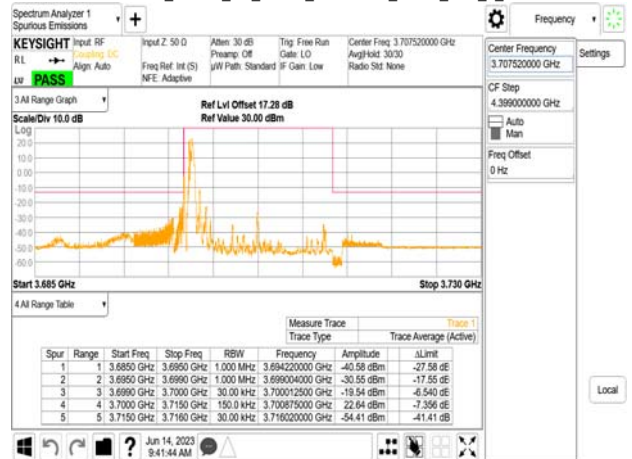 Spectrum Analyzer 1
Spurious Emissions
Frequency
KEYSIGHT Input: RF Input Z: 50 Ω Atten: 30 dB Trig: Free Run Center Freq: 3.707520000 GHz
RL Coupling: DC Preamp: Off Gate: LO Avg|Hold: 30/30
Align: Auto Freq Ref: Int (S) µW Path: Standard IF Gain: Low Radio Std: None
LW PASS NFE: Adaptive
Center Frequency
3.707520000 GHz
Settings
CF Step
4.399000000 GHz
Auto
Man
Freq Offset
0 Hz
3 All Range Graph
Ref Lvl Offset 17.28 dB
Scale/Div 10.0 dB Ref Value 30.00 dBm
Log
20.0
10.0
0.00
-10.0
-20.0
-30.0
-40.0
-50.0
-60.0
Start 3.685 GHz Stop 3.730 GHz
4 All Range Table
Measure Trace Trace 1
Trace Type Trace Average (Active)
Spur Range Start Freq Stop Freq RBW Frequency Amplitude ΔLimit
1 1 3.6850 GHz 3.6950 GHz 1.000 MHz 3.694220000 GHz -40.58 dBm -27.58 dB
2 2 3.6950 GHz 3.6990 GHz 1.000 MHz 3.699004000 GHz -30.55 dBm -17.55 dB
3 3 3.6990 GHz 3.7000 GHz 30.00 kHz 3.700012500 GHz -19.54 dBm -6.540 dB
4 4 3.7000 GHz 3.7150 GHz 150.0 kHz 3.700875000 GHz 22.64 dBm -7.356 dB
5 5 3.7150 GHz 3.7160 GHz 30.00 kHz 3.716020000 GHz -54.41 dBm -41.41 dB
Local
Jun 14, 2023
9:41:44 AM